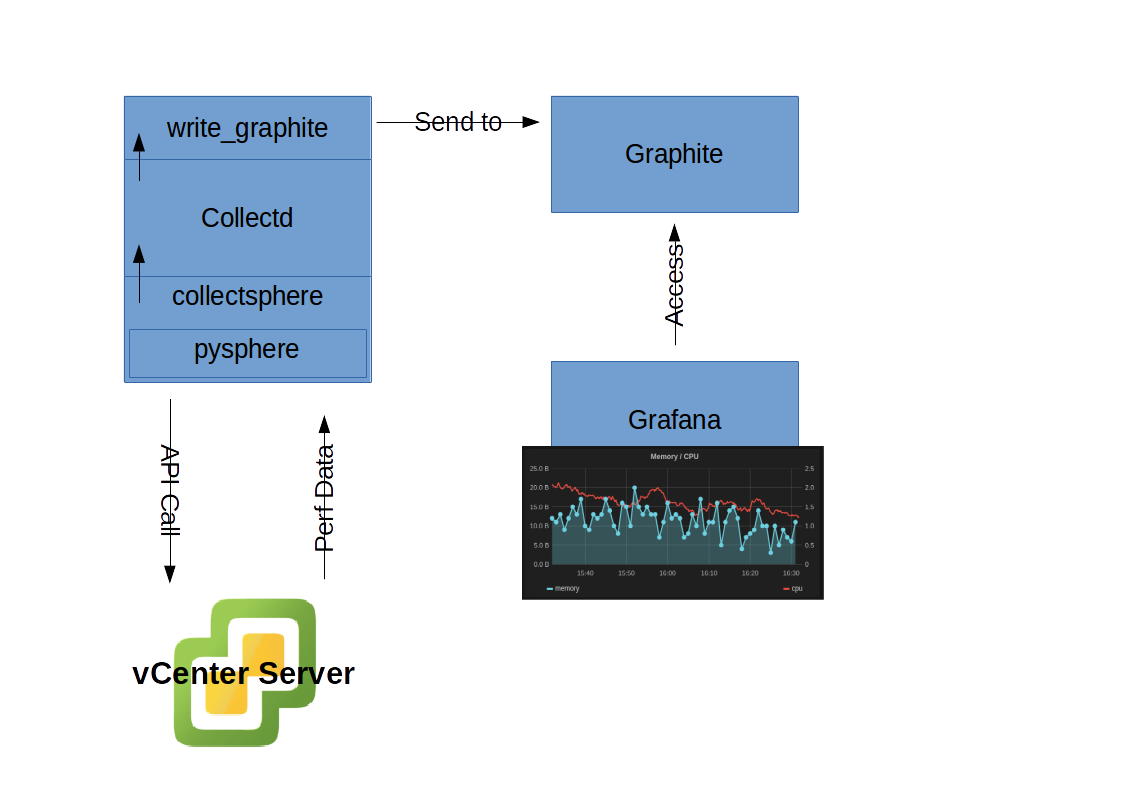 write_graphite
Send to
Graphite
Collectd
collectsphere
Access
pysphere
Grafana
API Call
Perf Data
Memory / CPU
25.0 B
2.5
20.0 B
2.0
15.0 B
1.5
10.0 B
1.0
5.0 B
0.5
0.0 B
0
15:40 15:50 16:00 16:10 16:20 16:30
memory
cpu
vCenter Server